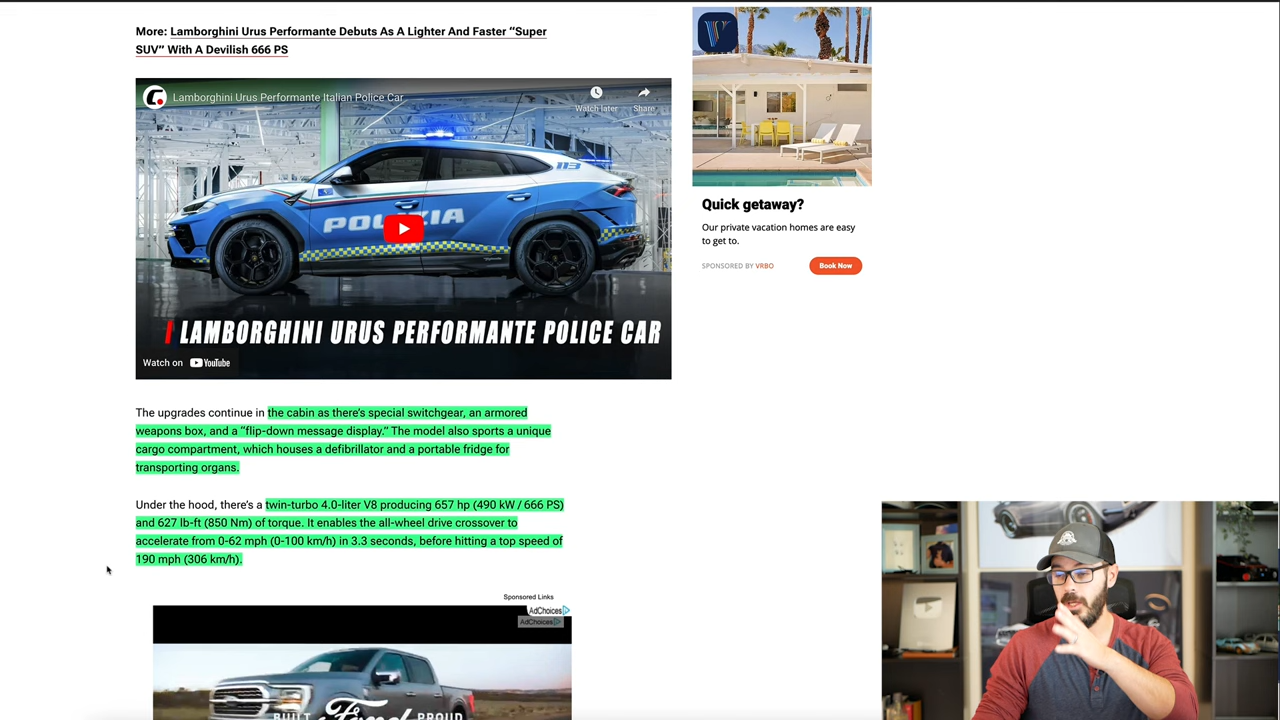 More: Lamborghini Urus Performante Debuts As A Lighter And Faster “Super
SUV” With A Devilish 666 PS
Lamborghini Urus Performante Italian Police Car
Watch later
Share
113
POLIZIA
LAMBORGHINI URUS PERFORMANTE POLICE CAR
Watch on YouTube
Quick getaway?
Our private vacation homes are easy
to get to.
SPONSORED BY VRBO
Book Now
The upgrades continue in the cabin as there’s special switchgear, an armored
weapons box, and a “flip-down message display.” The model also sports a unique
cargo compartment, which houses a defibrillator and a portable fridge for
transporting organs.
Under the hood, there’s a twin-turbo 4.0-liter V8 producing 657 hp (490 kW / 666 PS)
and 627 lb-ft (850 Nm) of torque. It enables the all-wheel drive crossover to
accelerate from 0-62 mph (0-100 km/h) in 3.3 seconds, before hitting a top speed of
190 mph (306 km/h).
Sponsored Links
AdChoices
AdChoices
BUILT Ford PROUD